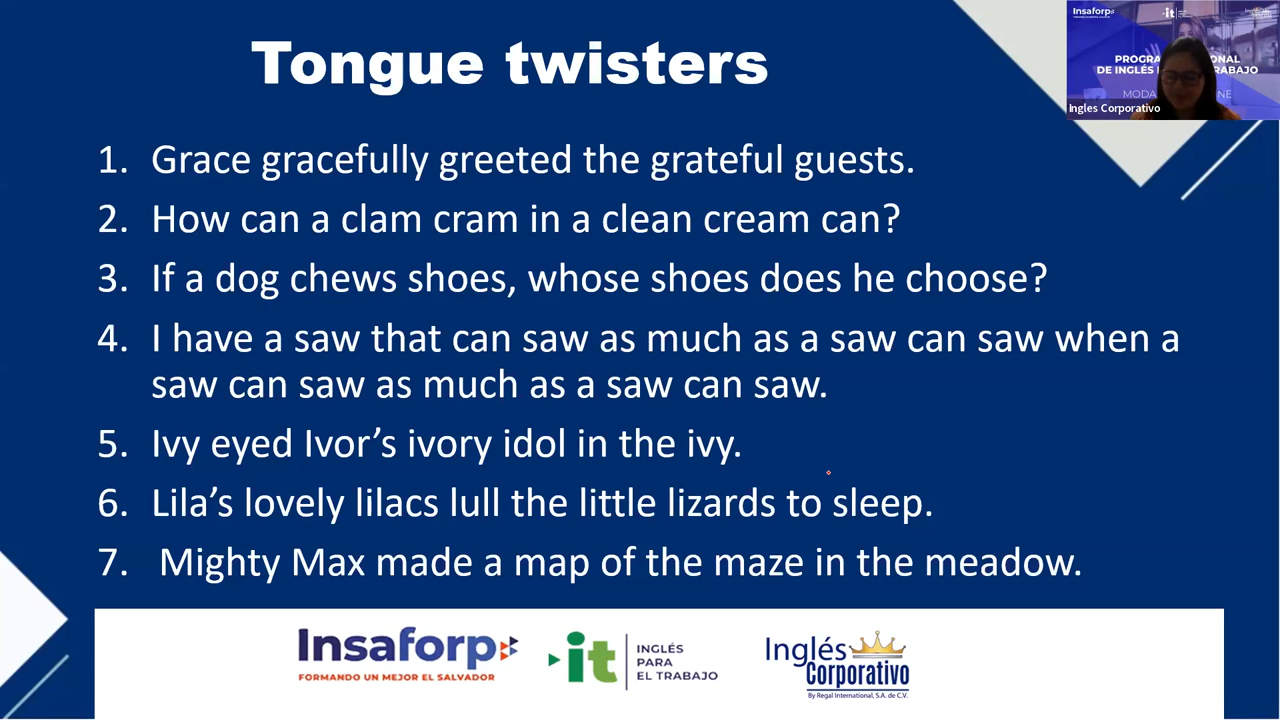 Tongue twisters
1. Grace gracefully greeted the grateful guests.
2. How can a clam cram in a clean cream can?
3. If a dog chews shoes, whose shoes does he choose?
4. I have a saw that can saw as much as a saw can saw when a
saw can saw as much as a saw can saw.
5. Ivy eyed Ivor’s ivory idol in the ivy.
6. Lila’s lovely lilacs lull the little lizards to sleep.
7. Mighty Max made a map of the maze in the meadow.
Insaforp
it
Ingles Corporativo
Insaforp
FORMANDO UN MEJOR EL SALVADOR
it
INGLÉS
PARA
EL TRABAJO
Inglés
Corporativo
By Regal International, S.A. de C.V.